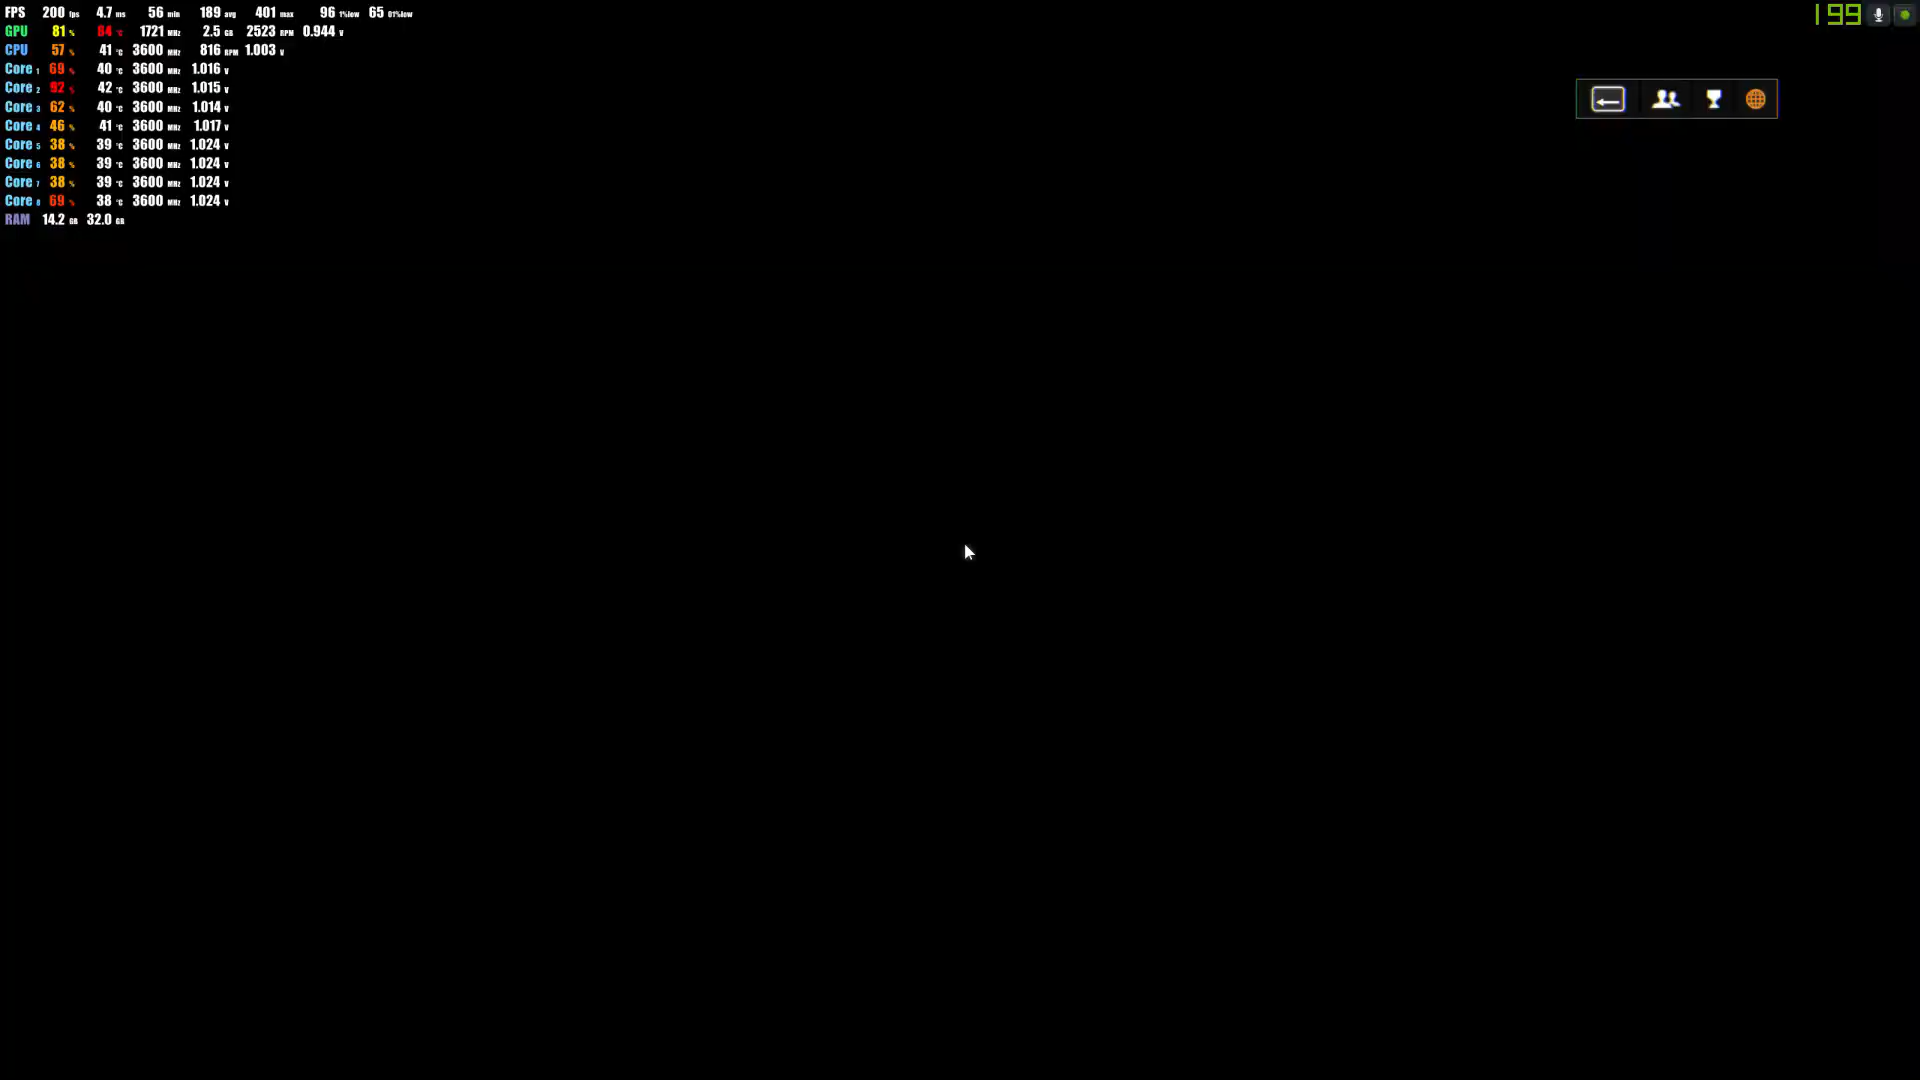 FPS 200 fps 4.7 ms 56 min 189 avg 401 max 96 1%low 65 01%low
199
GPU 81 % 84 °C 1721 MHz 2.5 GB 2523 RPM 0.944 V
CPU 57 % 41 °C 3600 MHz 816 RPM 1.003 V
Core 1 69 % 40 °C 3600 MHz 1.016 V
Core 2 92 % 42 °C 3600 MHz 1.015 V
Core 3 62 % 40 °C 3600 MHz 1.014 V
Core 4 46 % 41 °C 3600 MHz 1.017 V
Core 5 38 % 39 °C 3600 MHz 1.024 V
Core 6 38 % 39 °C 3600 MHz 1.024 V
Core 7 38 % 39 °C 3600 MHz 1.024 V
Core 8 69 % 38 °C 3600 MHz 1.024 V
RAM 14.2 GB 32.0 GB